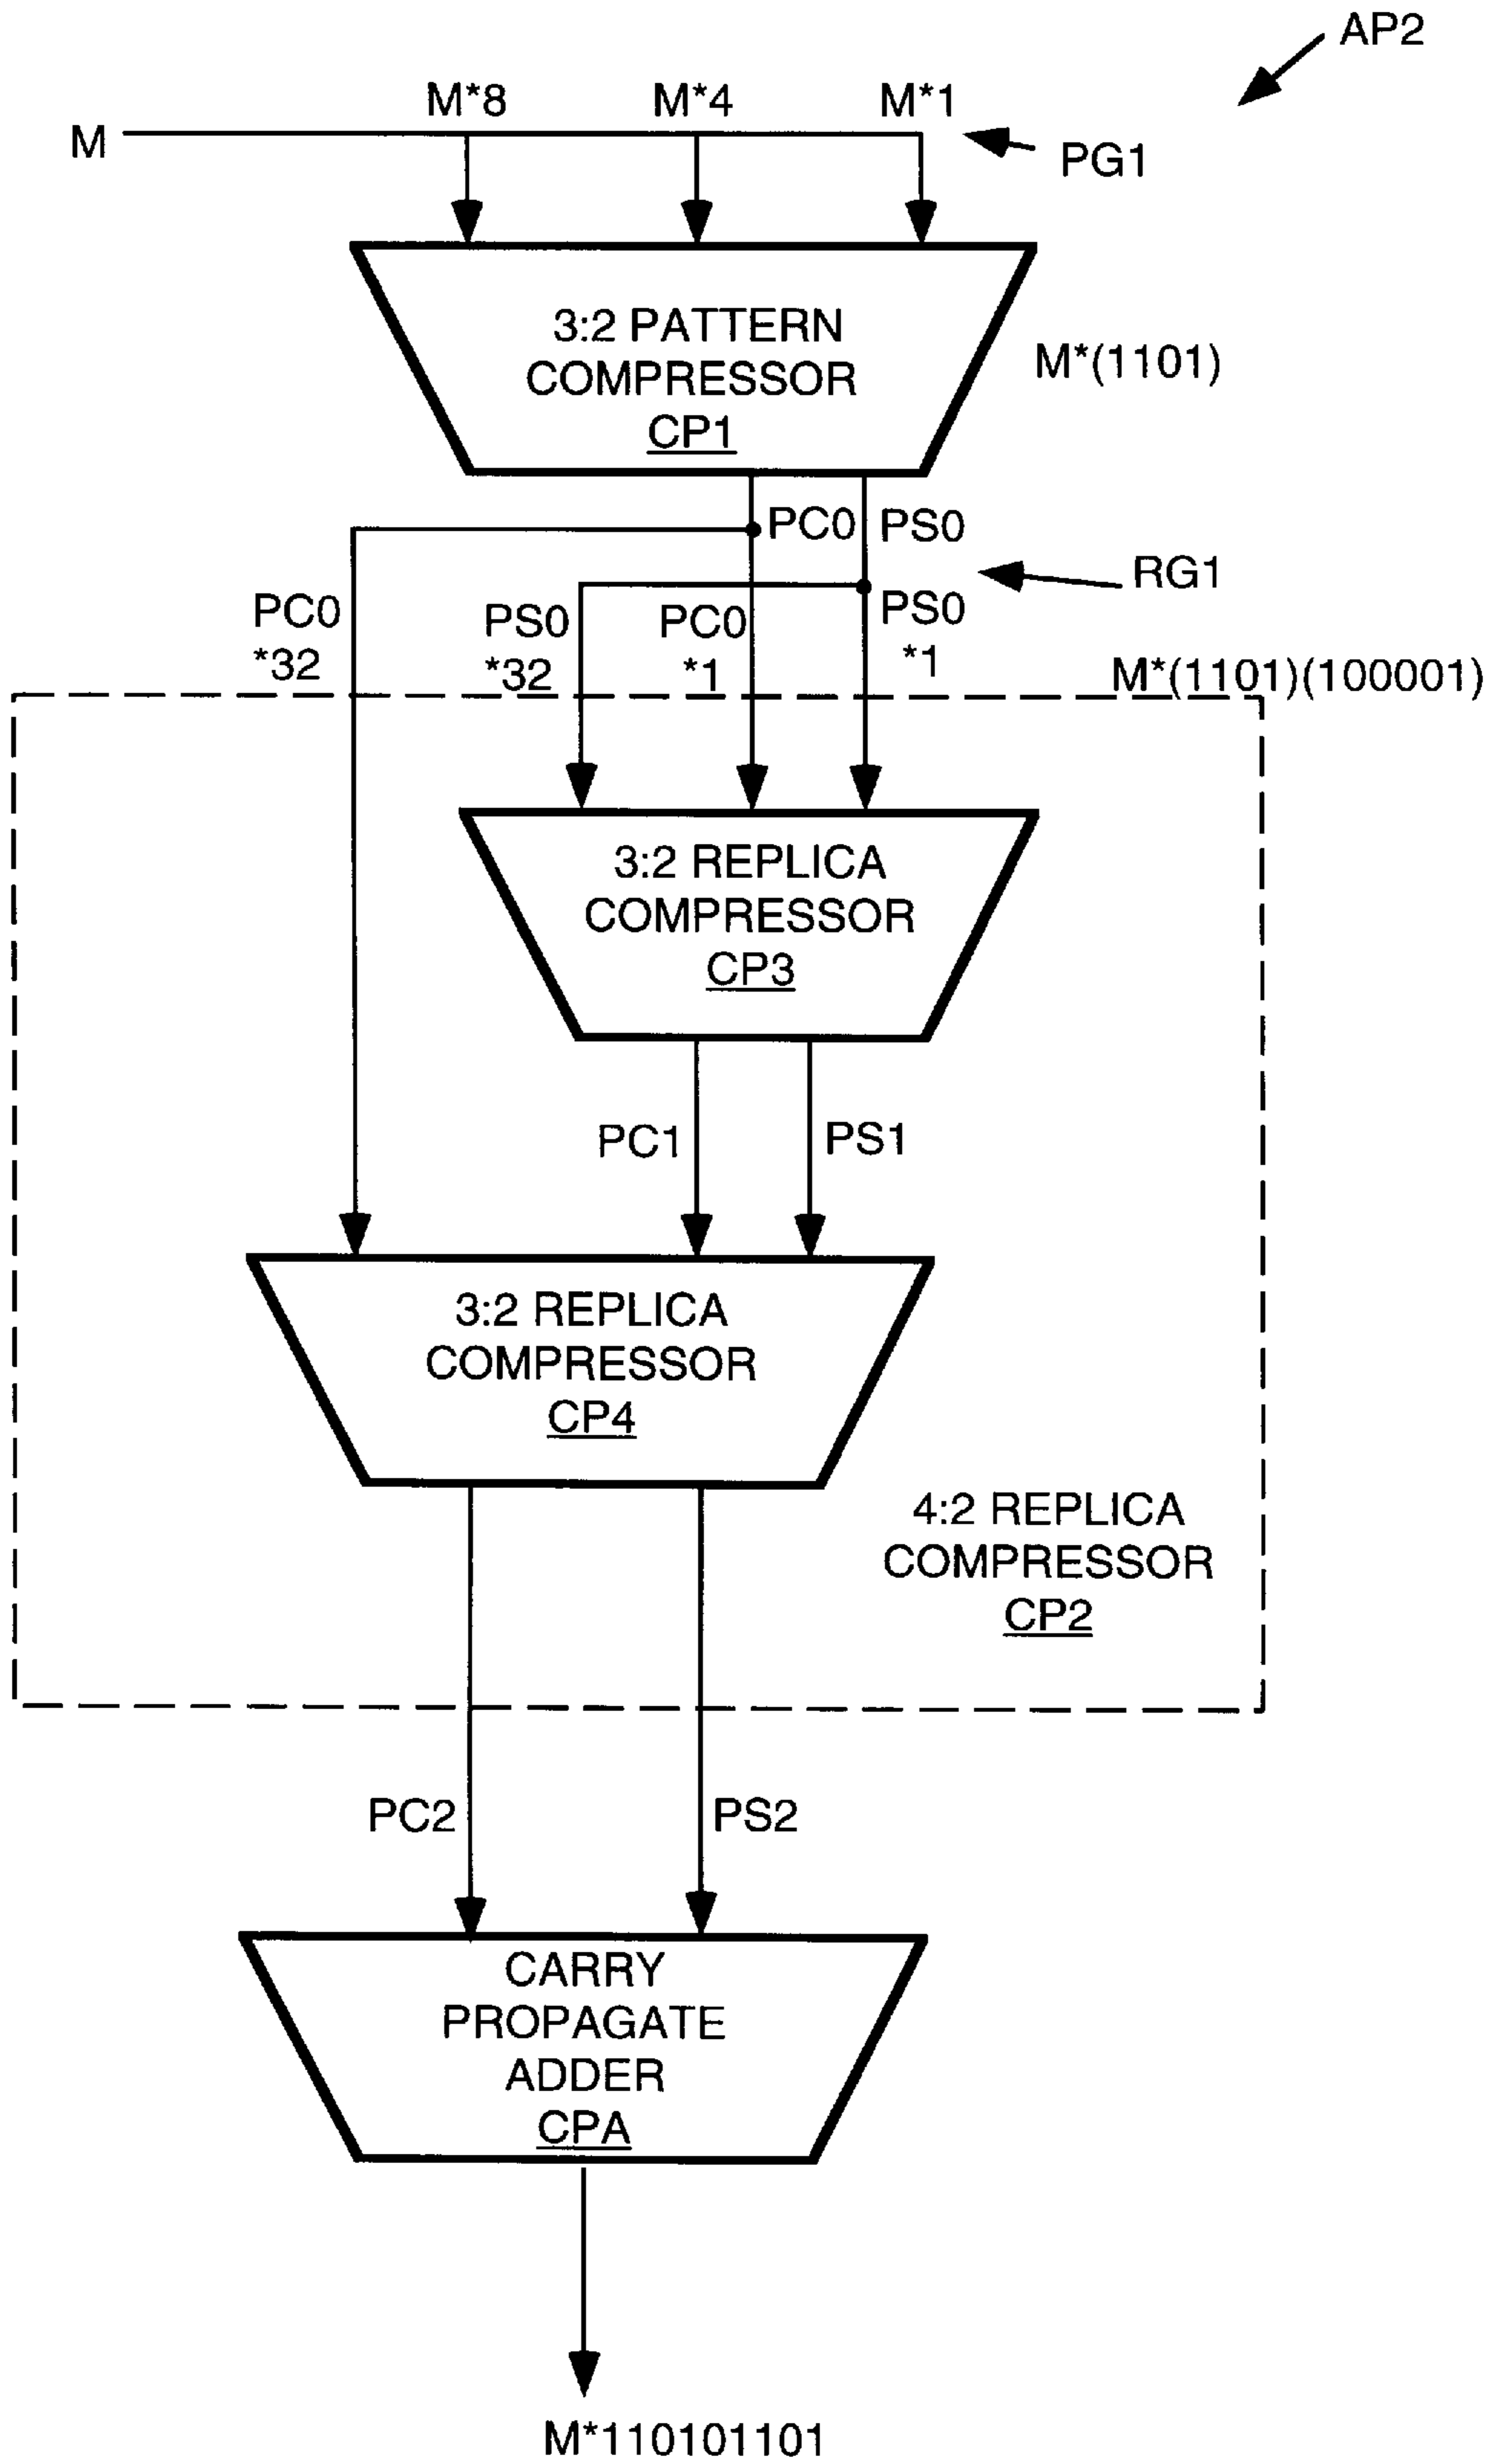 AP2
M*8 M*4 M*1
M
PG1
3:2 PATTERN
COMPRESSOR
CP1
M*(1101)
PC0 PS0
RG1
PC0
*32
PS0
*32
PC0
*1
PS0
*1
M*(1101)(100001)
3:2 REPLICA
COMPRESSOR
CP3
PC1 PS1
3:2 REPLICA
COMPRESSOR
CP4
4:2 REPLICA
COMPRESSOR
CP2
PC2 PS2
CARRY
PROPAGATE
ADDER
CPA
M*110101101